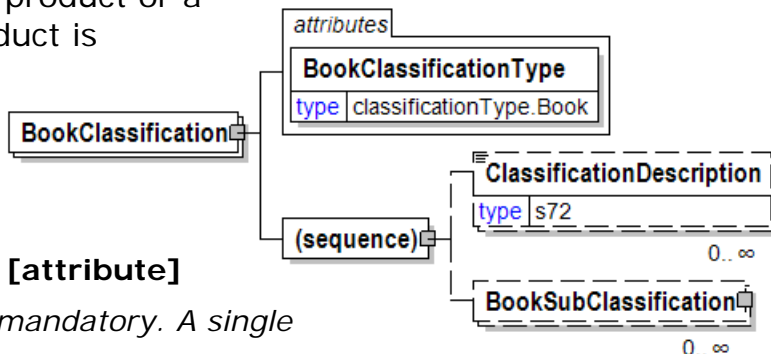 product or a
duct is
attributes
BookClassificationType
type classificationType.Book
BookClassification
ClassificationDescription
type s72
0.. ∞
(sequence)
[attribute]
BookSubClassification
mandatory. A single
0.. ∞